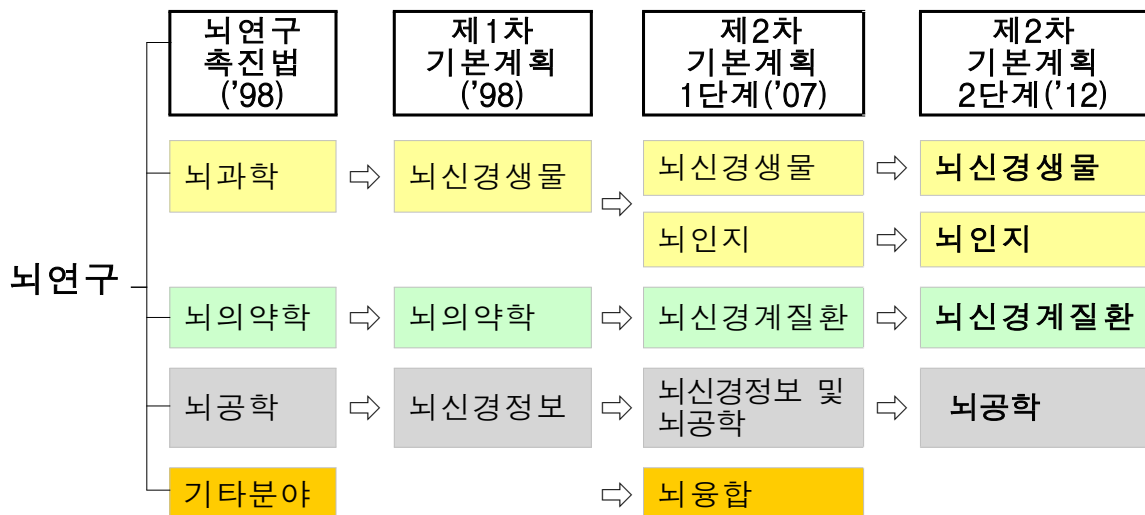 뇌연구
촉진법
('98)
제1차
기본계획
('98)
제2차
기본계획
1단계('07)
제2차
기본계획
2단계('12)
뇌연구
뇌과학
뇌신경생물
뇌신경생물
뇌신경생물
뇌인지
뇌인지
뇌의약학
뇌의약학
뇌신경계질환
뇌신경계질환
뇌공학
뇌신경정보
뇌신경정보 및
뇌공학
뇌공학
기타분야
뇌융합